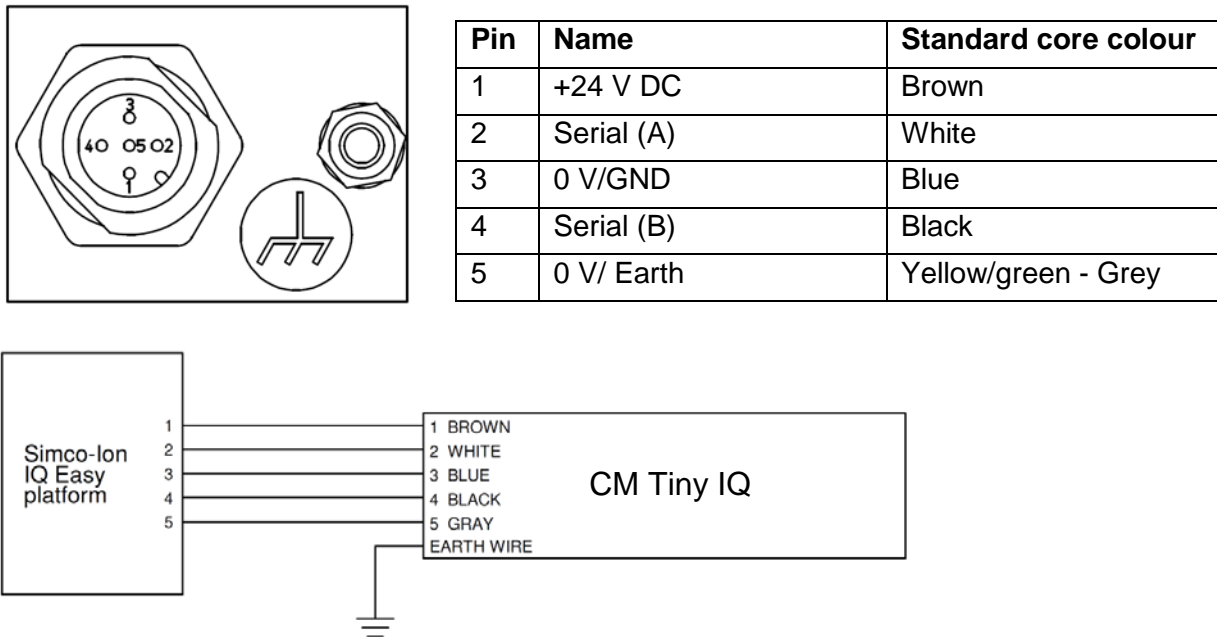 3
4 5 2
1
Pin Name Standard core colour
1 +24 V DC Brown
2 Serial (A) White
3 0 V/GND Blue
4 Serial (B) Black
5 0 V/ Earth Yellow/green - Grey
Simco-Ion
IQ Easy
platform
1
2
3
4
5
1 BROWN
2 WHITE
3 BLUE
4 BLACK
5 GRAY
EARTH WIRE
CM Tiny IQ